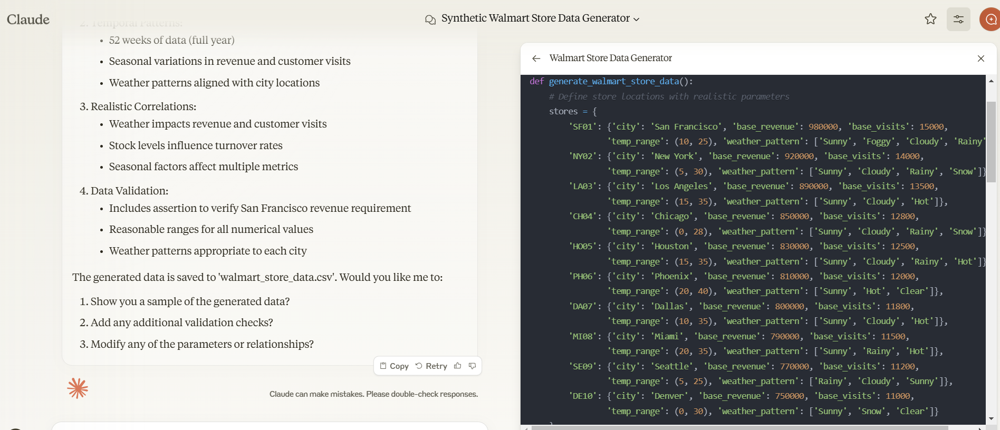 Claude
Synthetic Walmart Store Data Generator
2. Temporal Patterns:
• 52 weeks of data (full year)
• Seasonal variations in revenue and customer visits
• Weather patterns aligned with city locations
3. Realistic Correlations:
• Weather impacts revenue and customer visits
• Stock levels influence turnover rates
• Seasonal factors affect multiple metrics
4. Data Validation:
• Includes assertion to verify San Francisco revenue requirement
• Reasonable ranges for all numerical values
• Weather patterns appropriate to each city
The generated data is saved to 'walmart_store_data.csv'. Would you like me to:
1. Show you a sample of the generated data?
2. Add any additional validation checks?
3. Modify any of the parameters or relationships?
Copy Retry
Claude can make mistakes. Please double-check responses.
Walmart Store Data Generator
def generate_walmart_store_data():
    # Define store locations with realistic parameters
    stores = {
        'SF01': {'city': 'San Francisco', 'base_revenue': 980000, 'base_visits': 15000,
                'temp_range': (10, 25), 'weather_pattern': ['Sunny', 'Foggy', 'Cloudy', 'Rainy'
        'NY02': {'city': 'New York', 'base_revenue': 920000, 'base_visits': 14000,
                'temp_range': (5, 30), 'weather_pattern': ['Sunny', 'Cloudy', 'Rainy', 'Snow']}
        'LA03': {'city': 'Los Angeles', 'base_revenue': 890000, 'base_visits': 13500,
                'temp_range': (15, 35), 'weather_pattern': ['Sunny', 'Cloudy', 'Hot']},
        'CH04': {'city': 'Chicago', 'base_revenue': 850000, 'base_visits': 12800,
                'temp_range': (0, 28), 'weather_pattern': ['Sunny', 'Cloudy', 'Rainy', 'Snow']}
        'HO05': {'city': 'Houston', 'base_revenue': 830000, 'base_visits': 12500,
                'temp_range': (15, 35), 'weather_pattern': ['Sunny', 'Cloudy', 'Rainy', 'Hot']}
        'PH06': {'city': 'Phoenix', 'base_revenue': 810000, 'base_visits': 12000,
                'temp_range': (20, 40), 'weather_pattern': ['Sunny', 'Hot', 'Clear']},
        'DA07': {'city': 'Dallas', 'base_revenue': 800000, 'base_visits': 11800,
                'temp_range': (10, 35), 'weather_pattern': ['Sunny', 'Cloudy', 'Hot']},
        'MI08': {'city': 'Miami', 'base_revenue': 790000, 'base_visits': 11500,
                'temp_range': (20, 35), 'weather_pattern': ['Sunny', 'Rainy', 'Hot']},
        'SE09': {'city': 'Seattle', 'base_revenue': 770000, 'base_visits': 11200,
                'temp_range': (5, 25), 'weather_pattern': ['Rainy', 'Cloudy', 'Sunny']},
        'DE10': {'city': 'Denver', 'base_revenue': 750000, 'base_visits': 11000,
                'temp_range': (0, 30), 'weather_pattern': ['Sunny', 'Snow', 'Clear']}